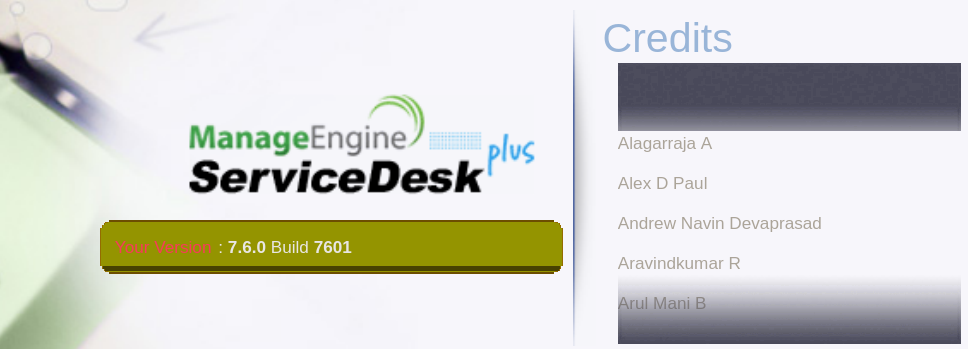 ManageEngine
ServiceDesk plus
Your Version : 7.6.0 Build 7601
Credits
Alagarraja A
Alex D Paul
Andrew Navin Devaprasad
Aravindkumar R
Arul Mani B